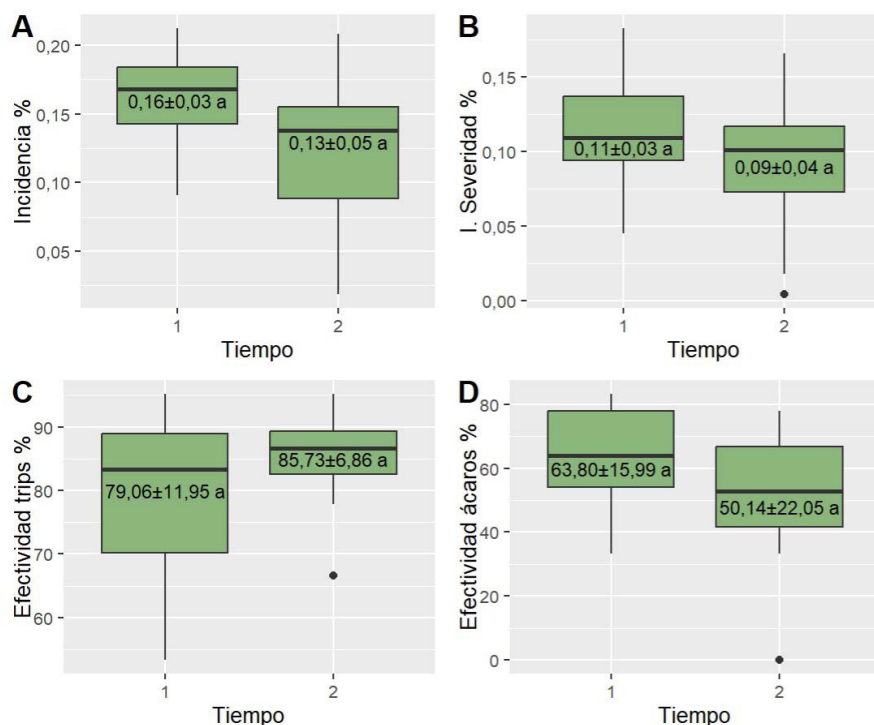 A
Incidencia %
0,20
0,15
0,10
0,05
0,16±0,03 a
0,13±0,05 a
1
2
Tiempo
B
I. Severidad %
0,15
0,10
0,05
0,00
0,11±0,03 a
0,09±0,04 a
1
2
Tiempo
C
Efectividad trips %
90
80
70
60
79,06±11,95 a
85,73±6,86 a
1
2
Tiempo
D
Efectividad ácaros %
80
60
40
20
0
63,80±15,99 a
50,14±22,05 a
1
2
Tiempo